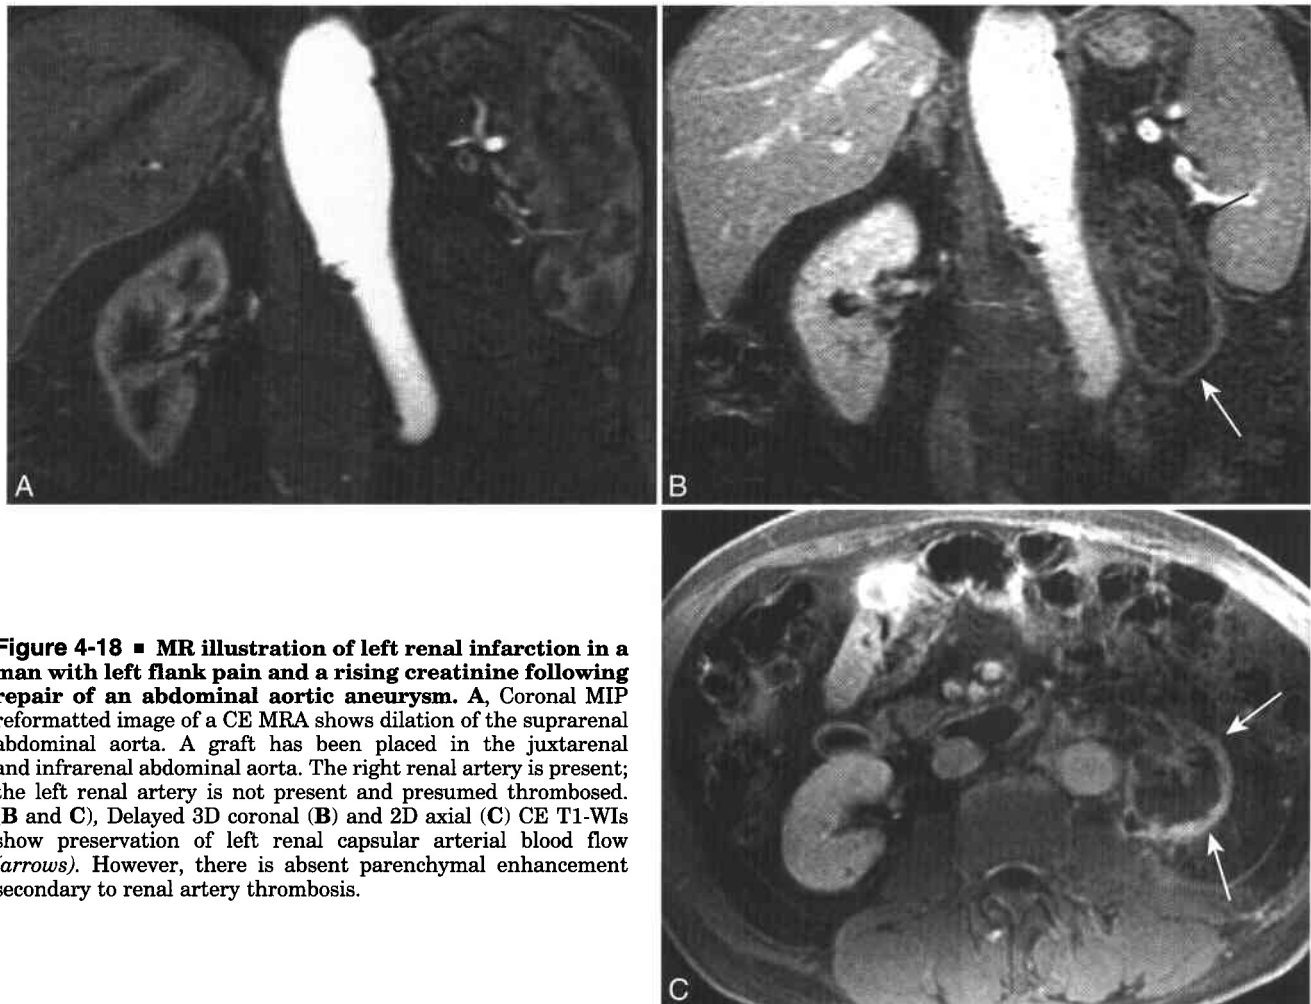 A
B
Figure 4-18 ■ MR illustration of left renal infarction in a
man with left flank pain and a rising creatinine following
repair of an abdominal aortic aneurysm. A, Coronal MIP
reformatted image of a CE MRA shows dilation of the suprarenal
abdominal aorta. A graft has been placed in the juxtarenal
and infrarenal abdominal aorta. The right renal artery is present;
the left renal artery is not present and presumed thrombosed.
(B and C), Delayed 3D coronal (B) and 2D axial (C) CE T1-WIs
show preservation of left renal capsular arterial blood flow
(arrows). However, there is absent parenchymal enhancement
secondary to renal artery thrombosis.
C